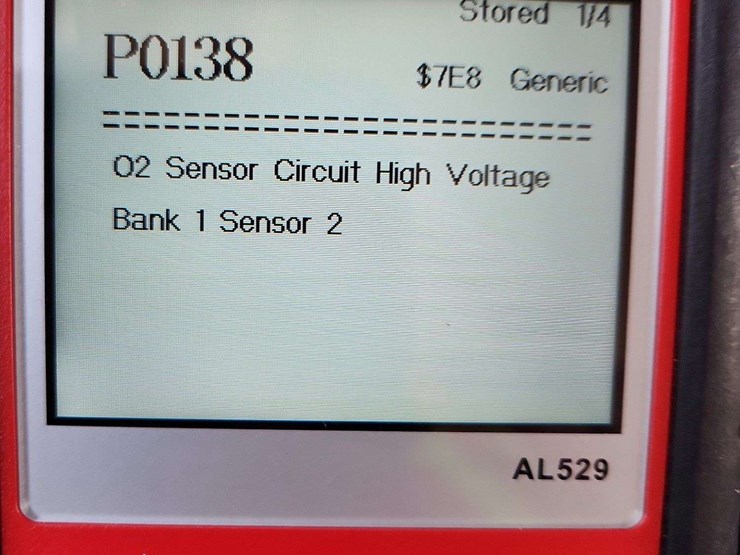 Stored 1/4
P0138
$7E8 Generic
====================
O2 Sensor Circuit High Voltage
Bank 1 Sensor 2
AL529